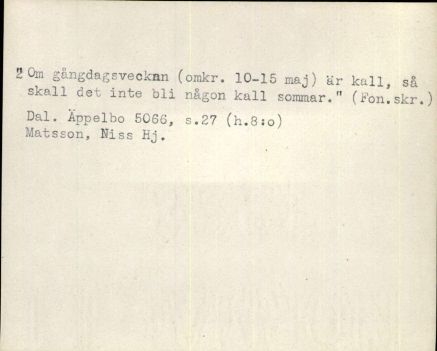 "Om gångdagsveckan (omkr. 10-15 maj) är kall, så
skall det inte bli någon kall sommar." (Fon.skr.)
Dal. Äppelbo 5066, s.27 (h.8:o)
Matsson, Niss Hj.